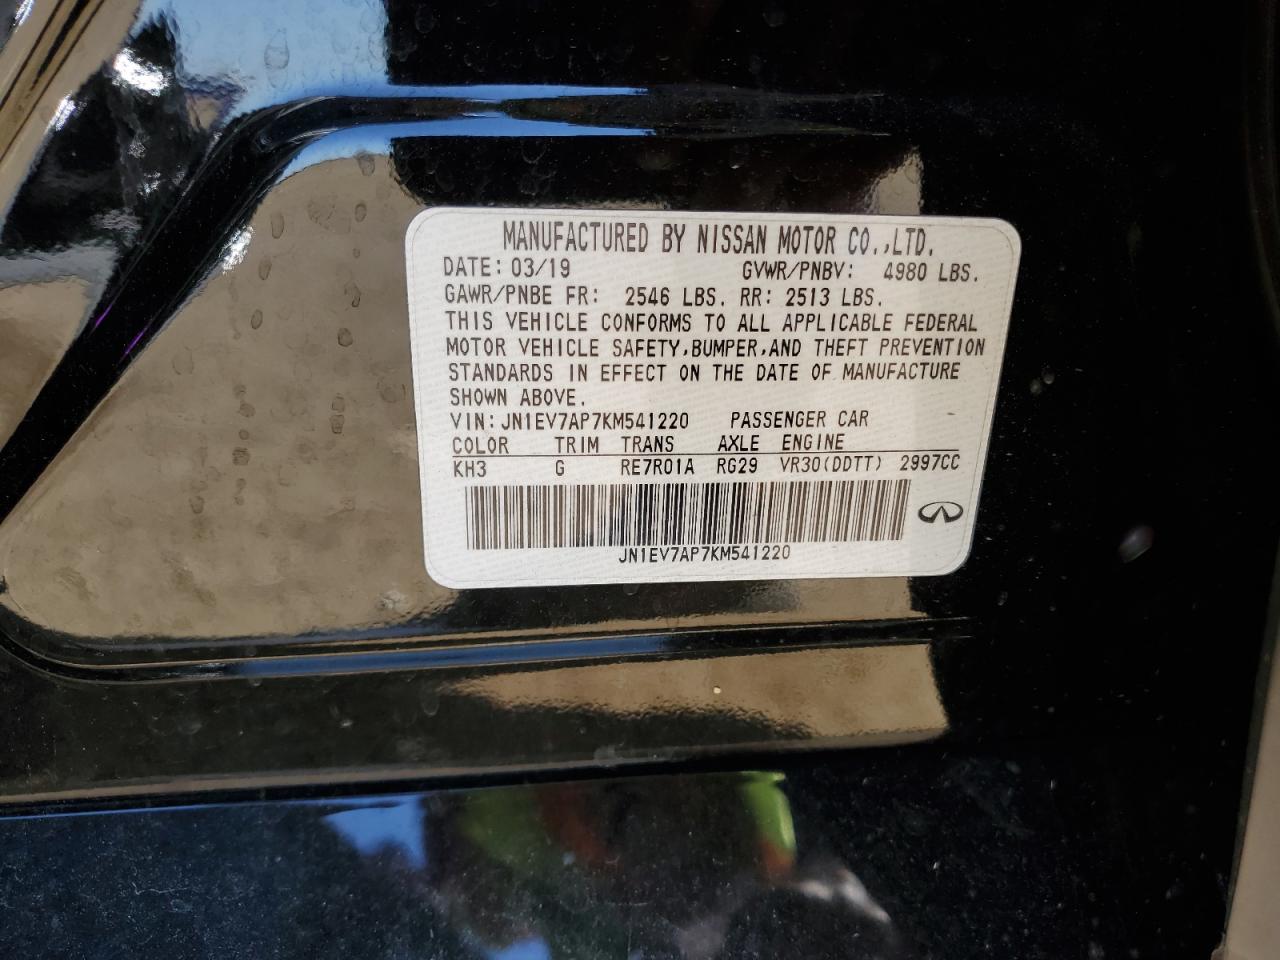 MANUFACTURED BY NISSAN MOTOR CO.,LTD.
DATE: 03/19 GVWR/PNBV: 4980 LBS.
GAWR/PNBE FR: 2546 LBS. RR: 2513 LBS.
THIS VEHICLE CONFORMS TO ALL APPLICABLE FEDERAL
MOTOR VEHICLE SAFETY,BUMPER,AND THEFT PREVENTION
STANDARDS IN EFFECT ON THE DATE OF MANUFACTURE
SHOWN ABOVE.
VIN: JN1EV7AP7KM541220 PASSENGER CAR
COLOR TRIM TRANS AXLE ENGINE
KH3 G RE7R01A RG29 VR30(DDTT) 2997CC
JN1EV7AP7KM541220